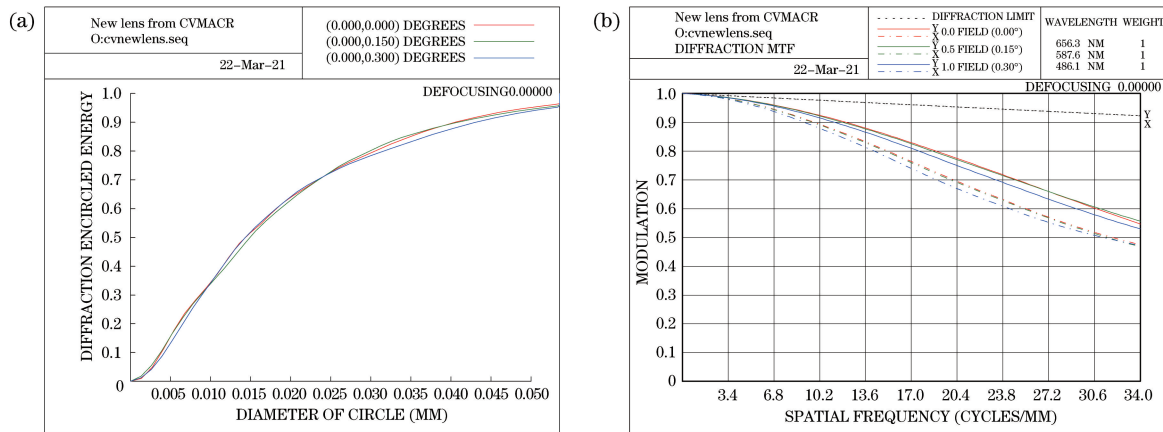 (a)
New lens from CVMACR
O:cvnewlens.seq
22-Mar-21
(0.000,0.000) DEGREES
(0.000,0.150) DEGREES
(0.000,0.300) DEGREES
DEFOCUSING0.00000
DIFFRACTION ENCIRCLED ENERGY
1.0
0.9
0.8
0.7
0.6
0.5
0.4
0.3
0.2
0.1
0
0.005 0.010 0.015 0.020 0.025 0.030 0.035 0.040 0.045 0.050
DIAMETER OF CIRCLE (MM)
(b)
New lens from CVMACR
O:cvnewlens.seq
DIFFRACTION MTF
22-Mar-21
DIFFRACTION LIMIT
Y
X 0.0 FIELD (0.00°)
Y
X 0.5 FIELD (0.15°)
Y
X 1.0 FIELD (0.30°)
WAVELENGTH WEIGHT
656.3 NM 1
587.6 NM 1
486.1 NM 1
DEFOCUSING 0.00000
MODULATION
1.0
0.9
0.8
0.7
0.6
0.5
0.4
0.3
0.2
0.1
0
Y
X
3.4 6.8 10.2 13.6 17.0 20.4 23.8 27.2 30.6 34.0
SPATIAL FREQUENCY (CYCLES/MM)